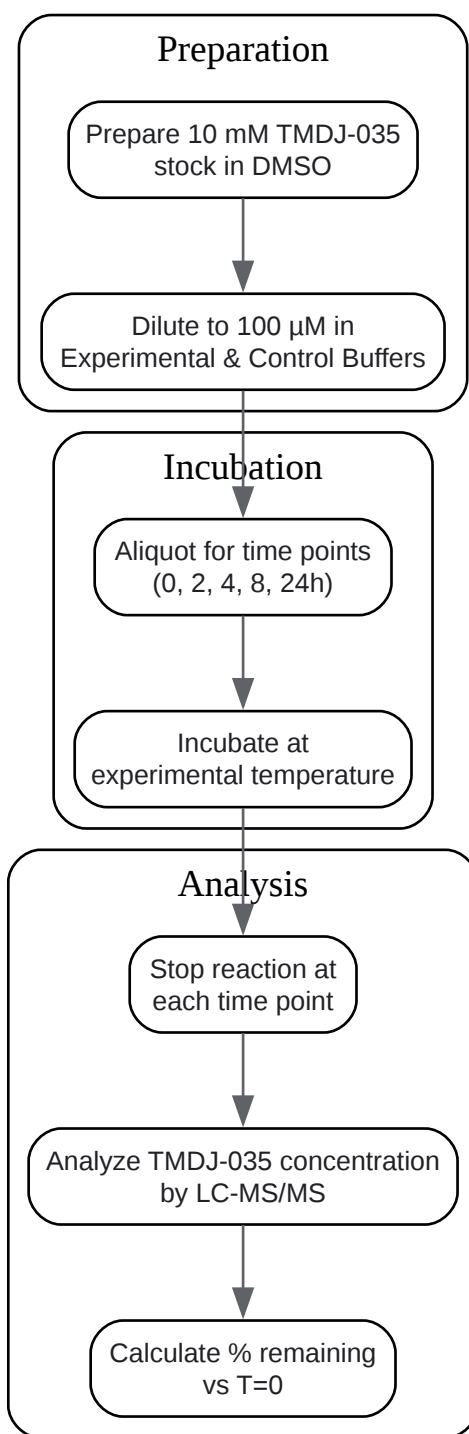 Preparation
Prepare 10 mM TMDJ-035
stock in DMSO
Dilute to 100 µM in
Experimental & Control Buffers
Incubation
Aliquot for time points
(0, 2, 4, 8, 24h)
Incubate at
experimental temperature
Analysis
Stop reaction at
each time point
Analyze TMDJ-035 concentration
by LC-MS/MS
Calculate % remaining
vs T=0